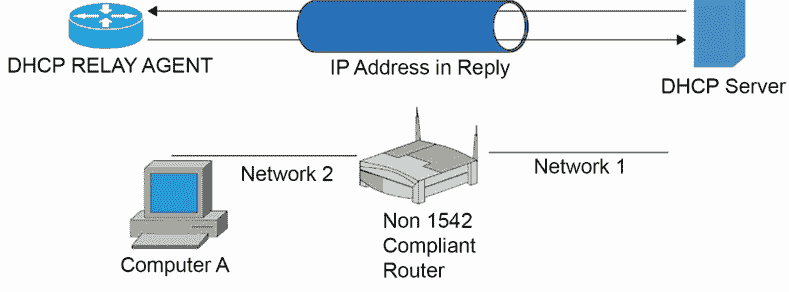 DHCP RELAY AGENT
IP Address in Reply
DHCP Server
Network 2
Network 1
Computer A
Non 1542
Compliant
Router